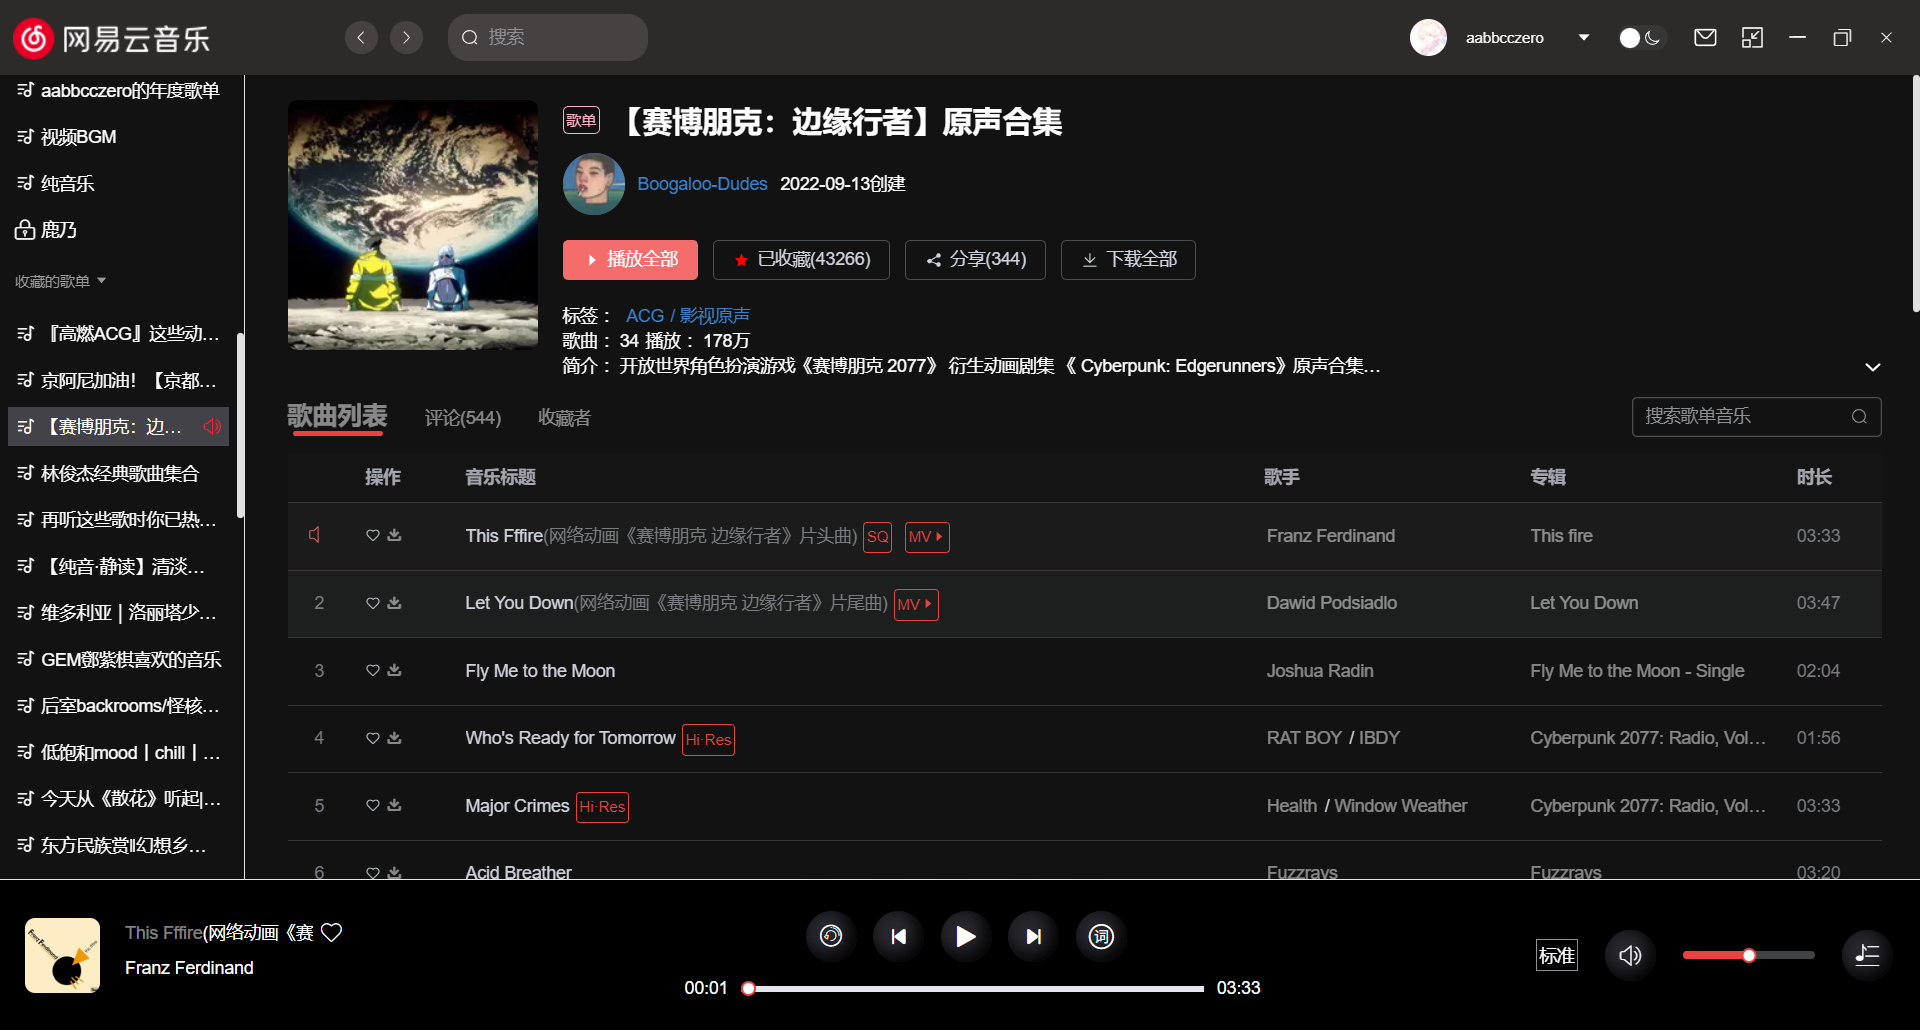 网易云音乐
搜索
aabbcczero
aabbcczero的年度歌单
视频BGM
纯音乐
鹿乃
收藏的歌单
『高燃ACG』这些动…
京阿尼加油！【京都…
【赛博朋克：边…
林俊杰经典歌曲集合
再听这些歌时你已热…
【纯音·静读】清淡…
维多利亚 | 洛丽塔少…
GEM鄧紫棋喜欢的音乐
后室backrooms/怪核…
低饱和mood丨chill丨…
今天从《散花》听起|…
东方民族赏‖幻想乡…
歌单
【赛博朋克：边缘行者】原声合集
Boogaloo-Dudes 2022-09-13创建
播放全部 已收藏(43266) 分享(344) 下载全部
标签： ACG / 影视原声
歌曲：34 播放：178万
简介：开放世界角色扮演游戏《赛博朋克 2077》 衍生动画剧集 《 Cyberpunk: Edgerunners》原声合集…
歌曲列表 评论(544) 收藏者
搜索歌单音乐
操作 音乐标题 歌手 专辑 时长
This Fffire(网络动画《赛博朋克 边缘行者》片头曲) SQ MV Franz Ferdinand This fire 03:33
2 Let You Down(网络动画《赛博朋克 边缘行者》片尾曲) MV Dawid Podsiadlo Let You Down 03:47
3 Fly Me to the Moon Joshua Radin Fly Me to the Moon - Single 02:04
4 Who's Ready for Tomorrow Hi·Res RAT BOY / IBDY Cyberpunk 2077: Radio, Vol… 01:56
5 Major Crimes Hi·Res Health / Window Weather Cyberpunk 2077: Radio, Vol… 03:33
6 Acid Breather Fuzzrays Fuzzrays 03:20
Franz Ferdinand
This Fffire(网络动画《赛
Franz Ferdinand
词
00:01 03:33
标准